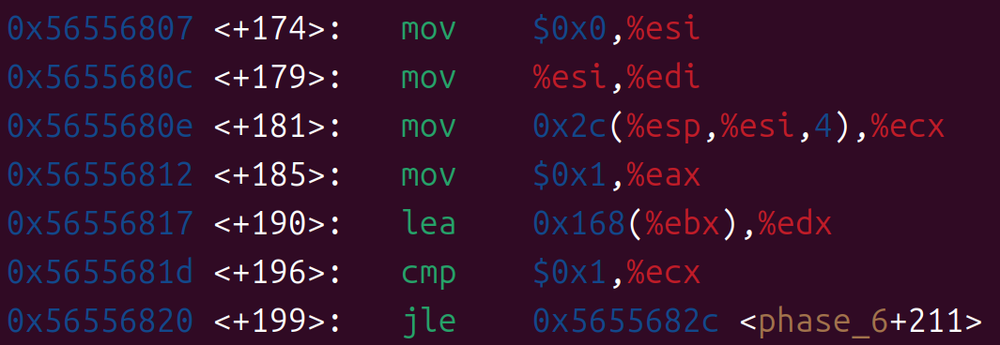 0x56556807 <+174>: mov $0x0,%esi
0x5655680c <+179>: mov %esi,%edi
0x5655680e <+181>: mov 0x2c(%esp,%esi,4),%ecx
0x56556812 <+185>: mov $0x1,%eax
0x56556817 <+190>: lea 0x168(%ebx),%edx
0x5655681d <+196>: cmp $0x1,%ecx
0x56556820 <+199>: jle 0x5655682c <phase_6+211>